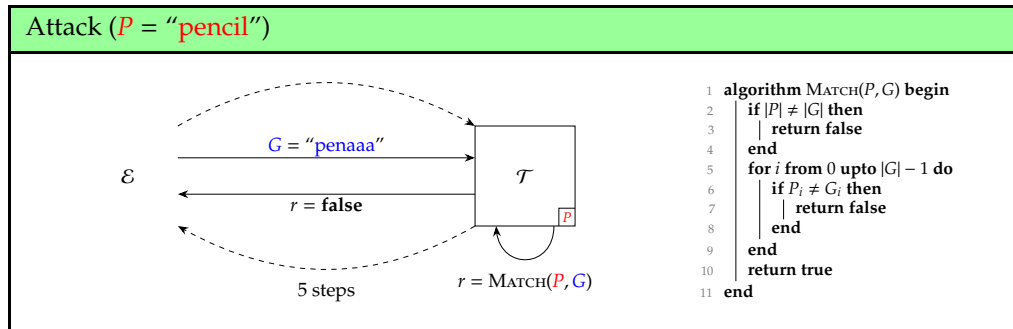 Attack (P = “pencil”)
G = “penaaa”
ℰ
𝒯
r = false
P
r = MATCH(P, G)
5 steps
1 algorithm MATCH(P, G) begin
2 if |P| ≠ |G| then
3 return false
4 end
5 for i from 0 upto |G| − 1 do
6 if Pᵢ ≠ Gᵢ then
7 return false
8 end
9 end
10 return true
11 end